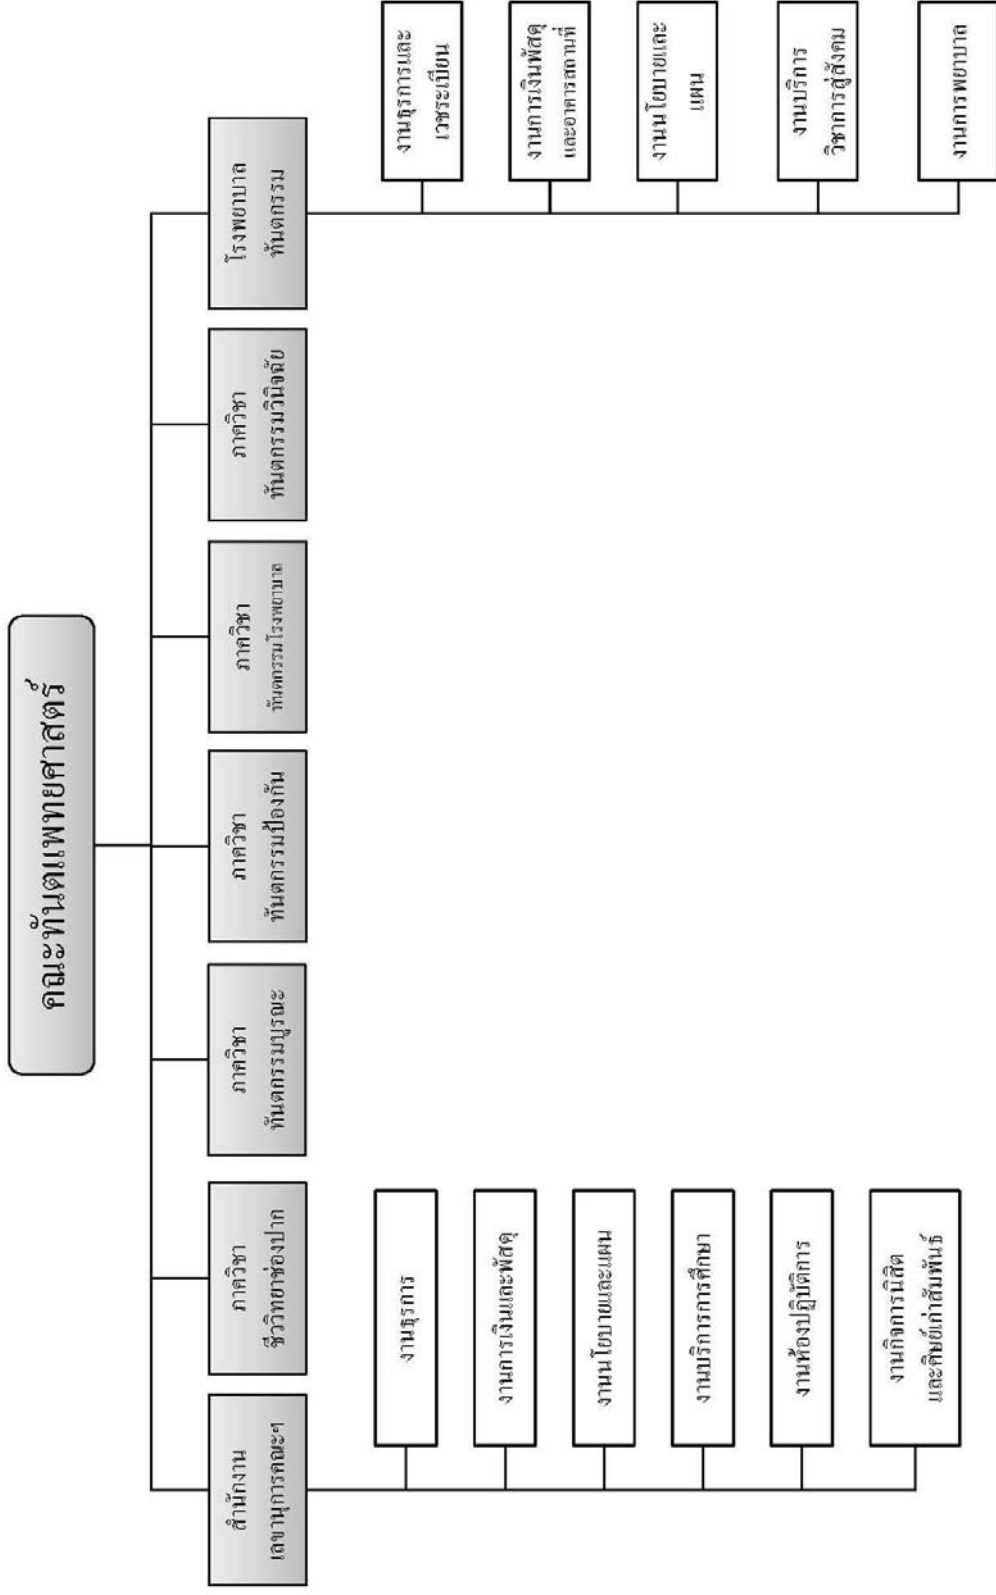 คณะทันตแพทยศาสตร์
สำนักงาน
เลขานุการคณะฯ
ภาควิชา
ชีววิทยาช่องปาก
ภาควิชา
ทันตกรรมบูรณะ
ภาควิชา
ทันตกรรมป้องกัน
ภาควิชา
ทันตกรรมโรงพยาบาล
ภาควิชา
ทันตกรรมวินิจฉัย
โรงพยาบาล
ทันตกรรม
งานธุรการ
งานการเงินและพัสดุ
งานนโยบายและแผน
งานบริการการศึกษา
งานห้องปฏิบัติการ
งานกิจการนิสิต
และศิษย์เก่าสัมพันธ์
งานธุรการและ
เวชระเบียน
งานการเงินพัสดุ
และอาคารสถานที่
งานนโยบายและ
แผน
งานบริการ
วิชาการสู่สังคม
งานการพยาบาล